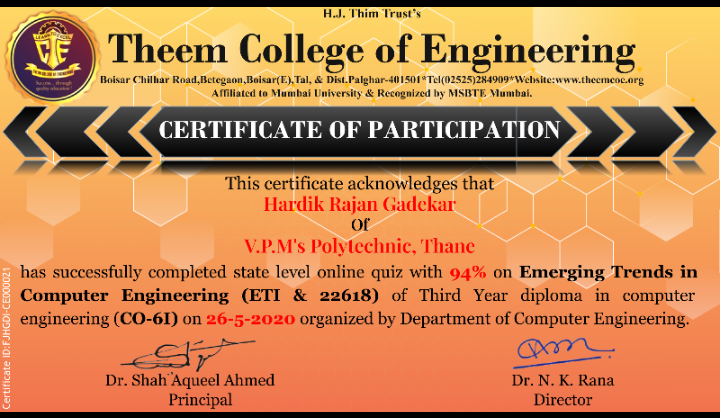 H.J. Thim Trust's
Theem College of Engineering
Boisar Chilhar Road,Betegaon,Boisar(E),Tal, & Dist.Palghar-401501*Tel(02525)284909*Website:www.theemcoe.org
Affiliated to Mumbai University & Recognized by MSBTE Mumbai.
CERTIFICATE OF PARTICIPATION
This certificate acknowledges that
Hardik Rajan Gadekar
Of
V.P.M's Polytechnic, Thane
has successfully completed state level online quiz with 94% on Emerging Trends in
Computer Engineering (ETI & 22618) of Third Year diploma in computer
engineering (CO-6I) on 26-5-2020 organized by Department of Computer Engineering.
Dr. Shah Aqueel Ahmed
Principal
Dr. N. K. Rana
Director
Certificate ID:FJHGOI-CE000021